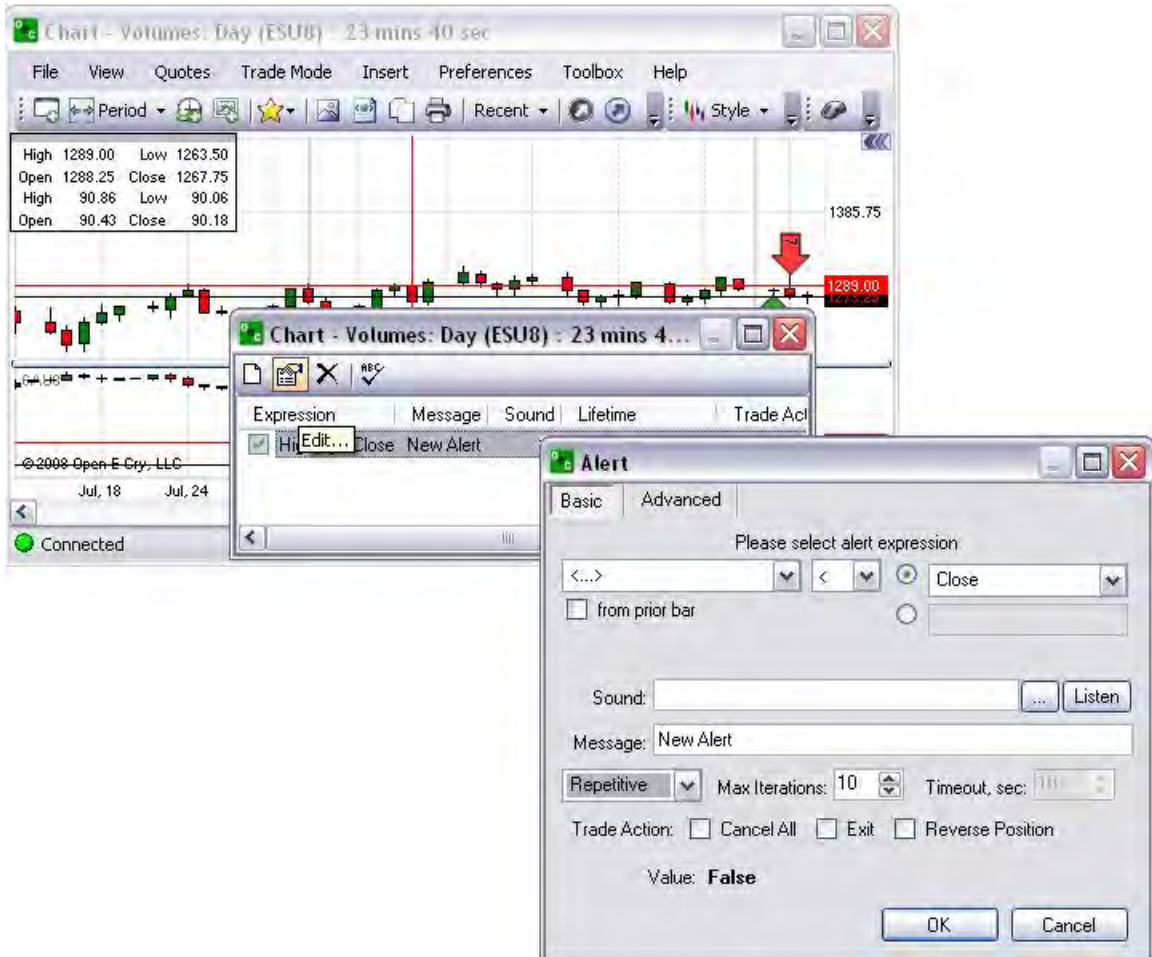 Chart - Volumes: Day (ESU8) : 23 mins 40 sec
File View Quotes Trade Mode Insert Preferences Toolbox Help
Period Recent Style
High 1289.00 Low 1263.50
Open 1288.25 Close 1267.75
High 90.86 Low 90.06
Open 90.43 Close 90.18
1385.75
1289.00
1273.25
Chart - Volumes: Day (ESU8) : 23 mins 4...
ABC
Expression Message Sound Lifetime Trade Act
Edit... Close New Alert
©2008 Open E Cry, LLC
Jul, 18 Jul, 24
Connected
Alert
Basic Advanced
Please select alert expression
<...> < Close
from prior bar
Sound: ... Listen
Message: New Alert
Repetitive Max Iterations: 10 Timeout, sec: 10
Trade Action: Cancel All Exit Reverse Position
Value: False
OK Cancel